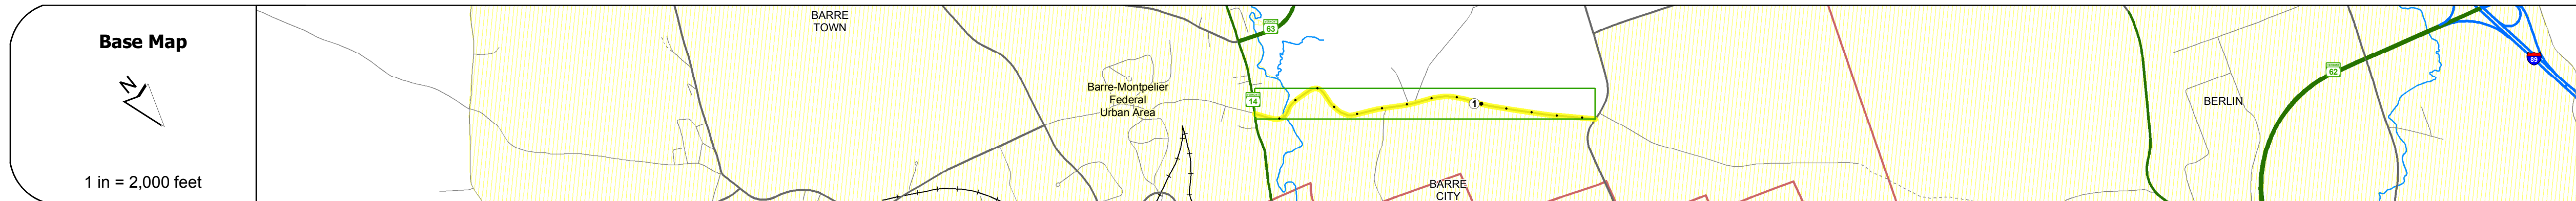 Base Map
N
1 in = 2,000 feet
BARRE
TOWN
Barre-Montpelier
Federal
Urban Area
63
14
1
BARRE
CITY
BERLIN
62
89